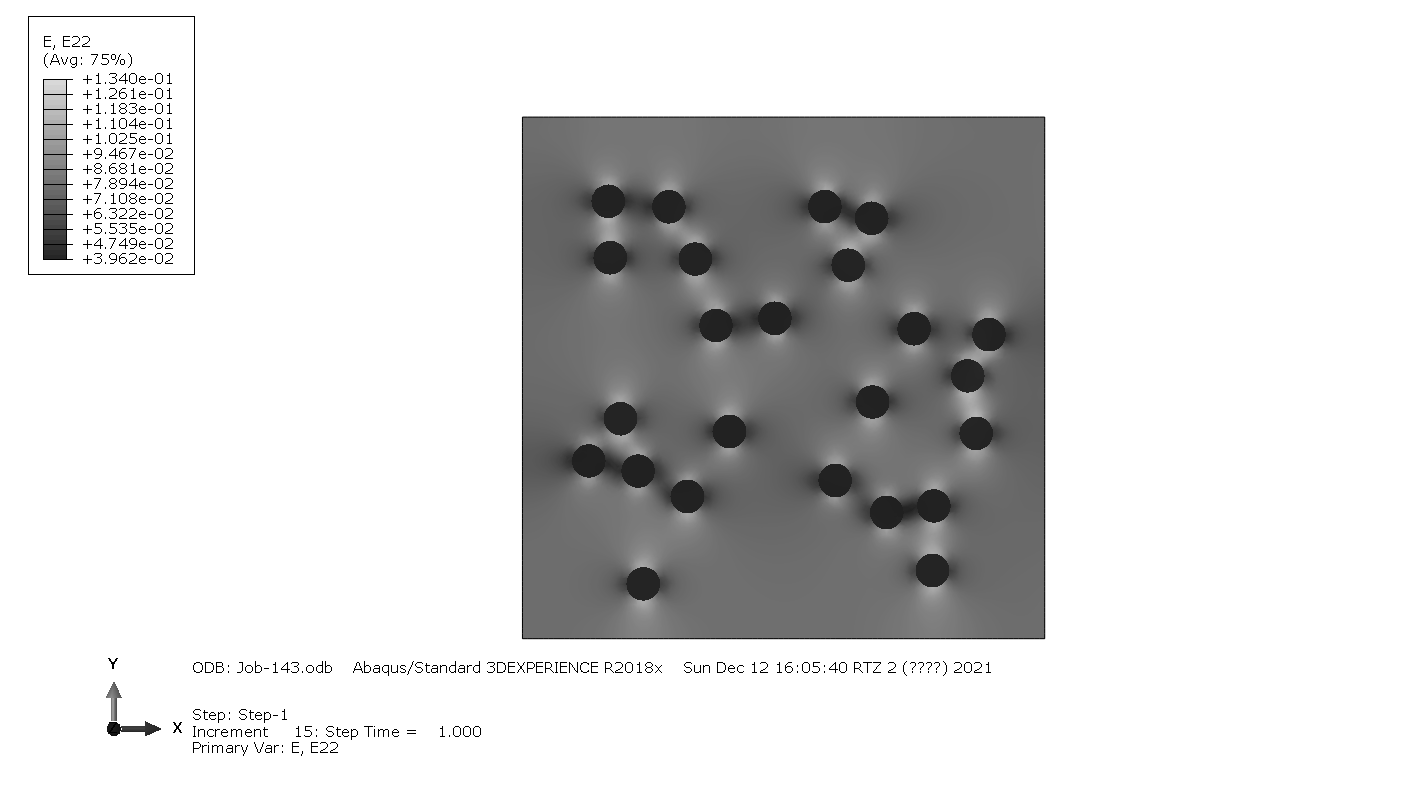 E, E22
(Avg: 75%)
+1.340e-01
+1.261e-01
+1.183e-01
+1.104e-01
+1.025e-01
+9.467e-02
+8.681e-02
+7.894e-02
+7.108e-02
+6.322e-02
+5.535e-02
+4.749e-02
+3.962e-02
Y
X
ODB: Job-143.odb    Abaqus/Standard 3DEXPERIENCE R2018x    Sun Dec 12 16:05:40 RTZ 2 (????) 2021
Step: Step-1
Increment     15: Step Time =    1.000
Primary Var: E, E22